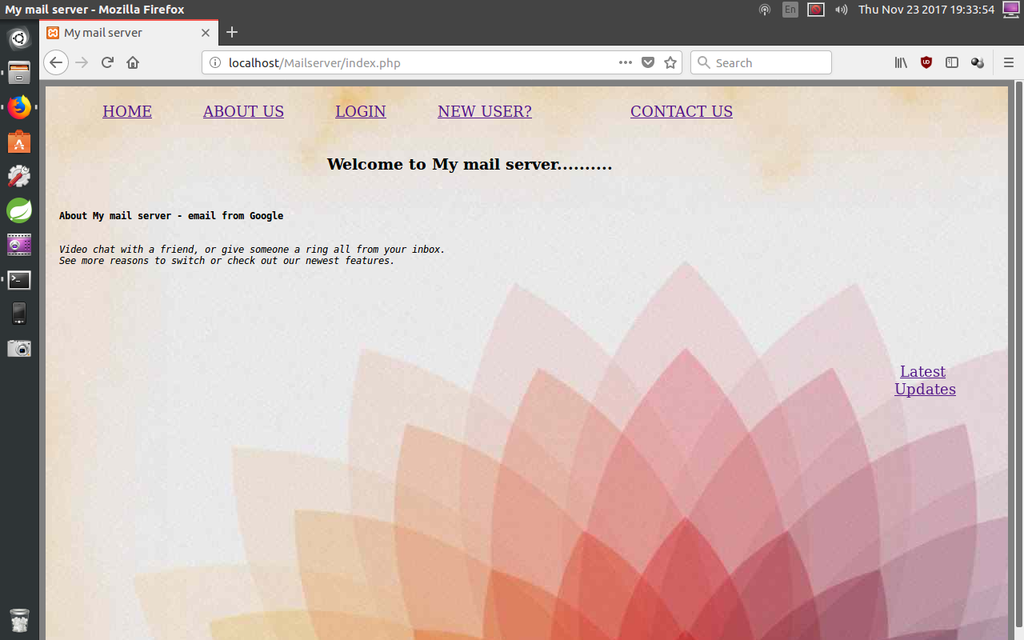 My mail server - Mozilla Firefox
En
Thu Nov 23 2017 19:33:54
My mail server
localhost/Mailserver/index.php
Search
HOME ABOUT US LOGIN NEW USER? CONTACT US
Welcome to My mail server..........
About My mail server - email from Google
Video chat with a friend, or give someone a ring all from your inbox.
See more reasons to switch or check out our newest features.
Latest
Updates